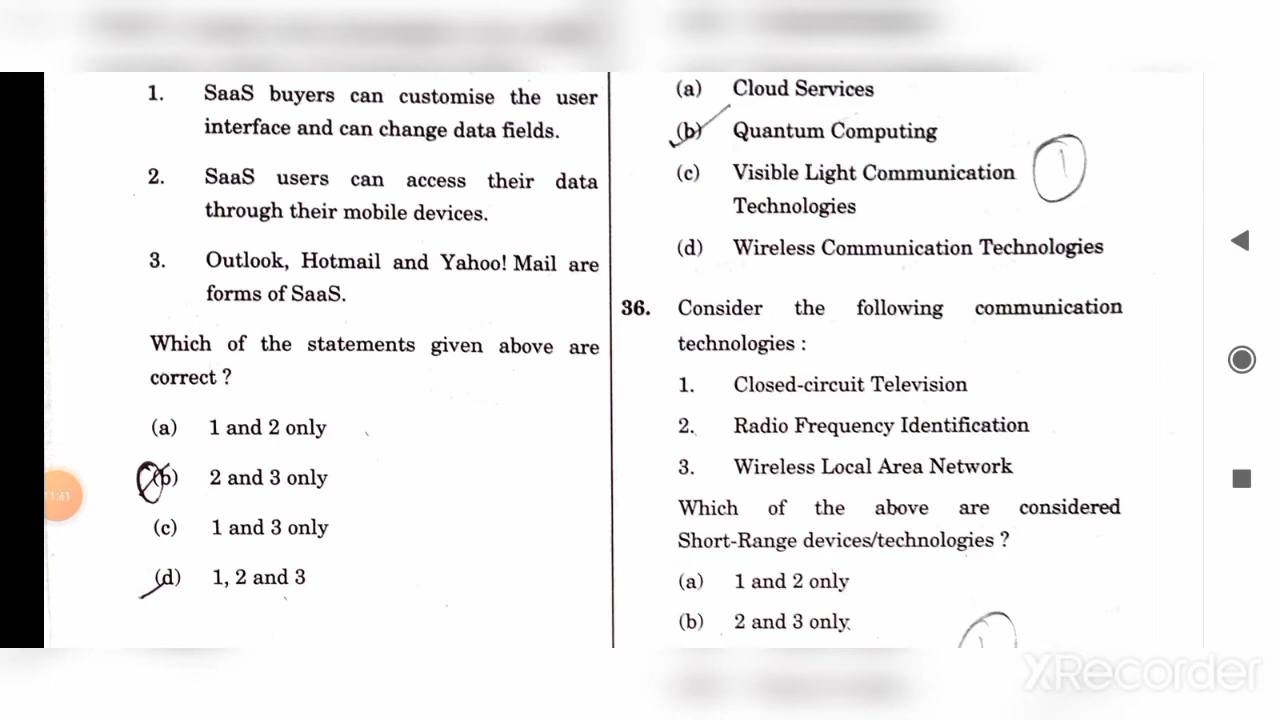 1. SaaS buyers can customise the user
interface and can change data fields.
2. SaaS users can access their data
through their mobile devices.
3. Outlook, Hotmail and Yahoo! Mail are
forms of SaaS.
Which of the statements given above are
correct ?
(a) 1 and 2 only
(b) 2 and 3 only
(c) 1 and 3 only
(d) 1, 2 and 3
11:43
(a) Cloud Services
(b) Quantum Computing
(c) Visible Light Communication
Technologies
(d) Wireless Communication Technologies
1
36. Consider the following communication
technologies :
1. Closed-circuit Television
2. Radio Frequency Identification
3. Wireless Local Area Network
Which of the above are considered
Short-Range devices/technologies ?
(a) 1 and 2 only
(b) 2 and 3 only
XRecorder